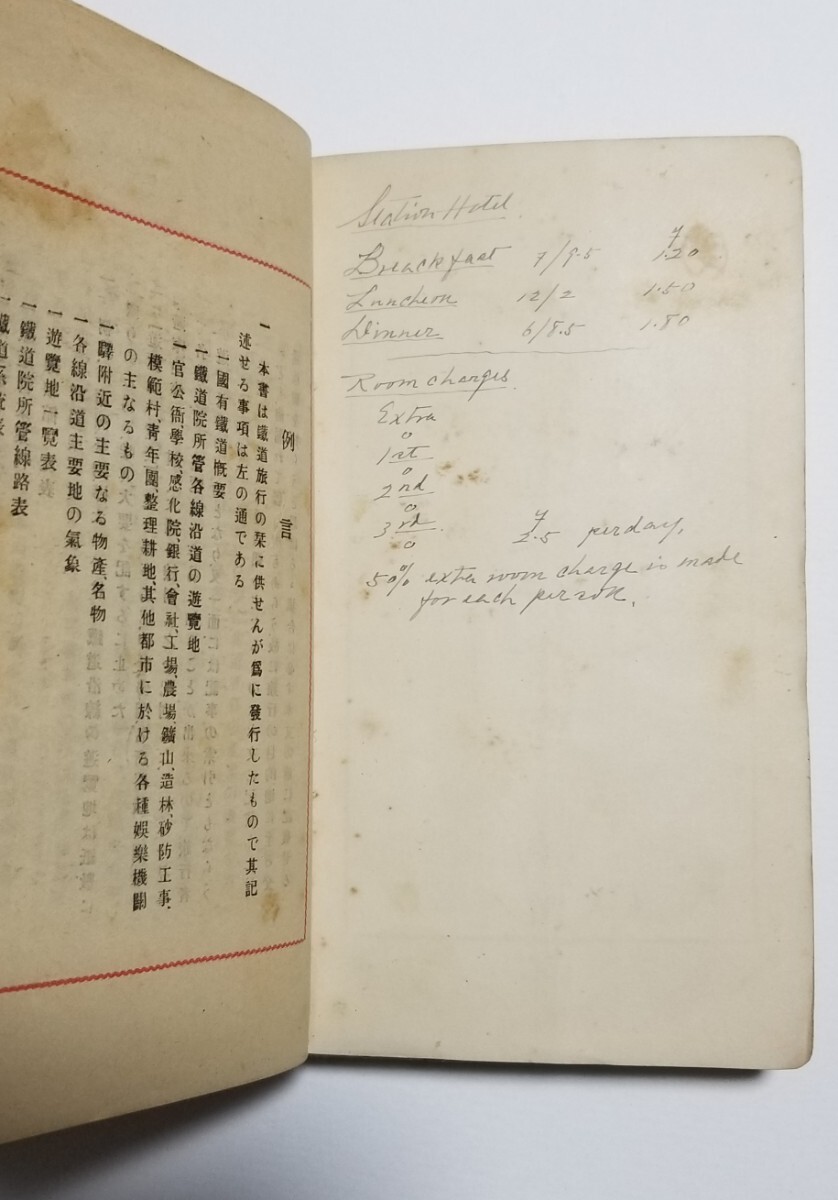 例言
一 本書は鐵道旅行の栞に供せんが爲に發行したもので其記
述せる事項は左の通である
一 國有鐵道概要
一 鐵道院所管各線沿道の遊覽地
一 官公衙、學校、感化院、銀行、會社、工場、農場、鑛山、造林、砂防工事、
模範村、靑年團、整理耕地、其他都市に於ける各種娛樂機關
の主なるもの
一 驛附近の主要なる物產、名物
一 各線沿道主要地の氣象
一 遊覽地一覽表
一 鐵道院所管線路表
Station Hotel
Breackfast 7/9.5 1.20
Luncheon 12/2 1.50
Dinner 6/8.5 1.80
Room charges
Extra
1st
2nd
3rd 2.5 per day,
50% extra room charge is made
for each person.